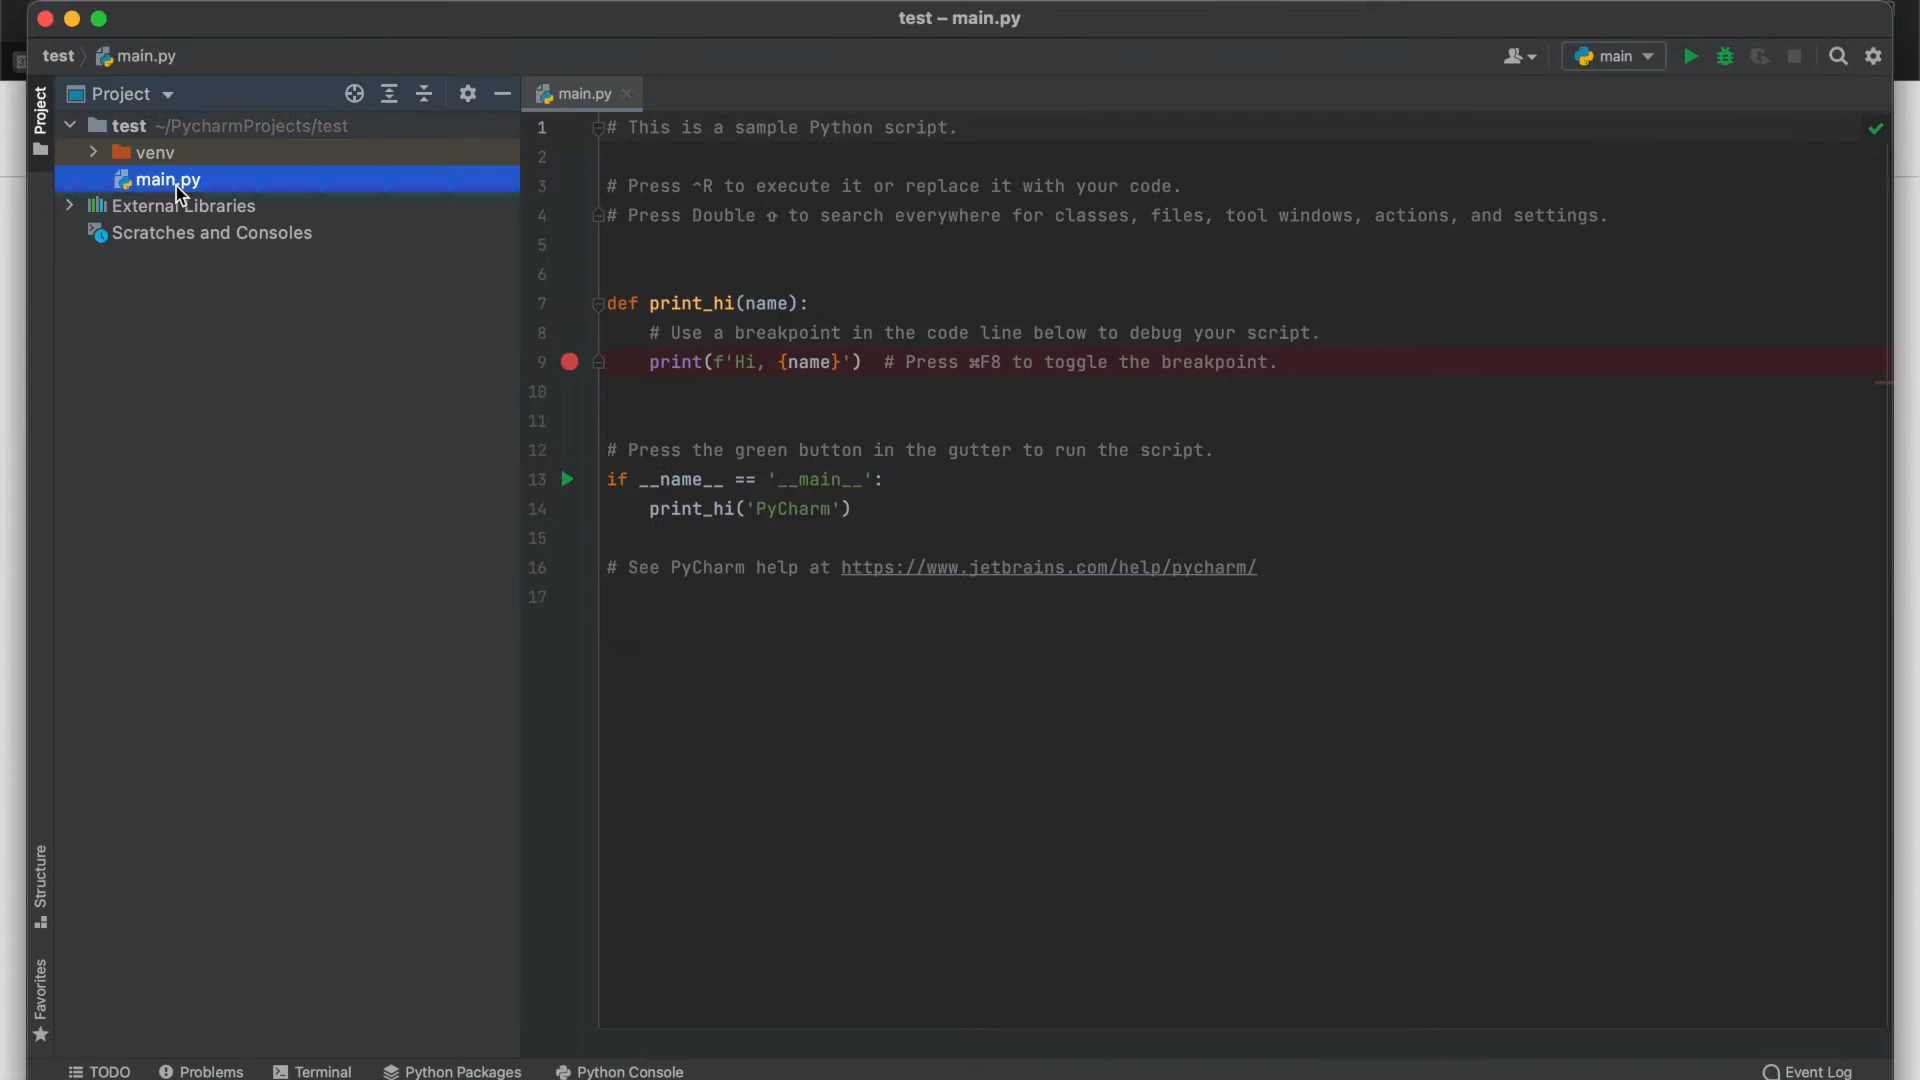 test – main.py
test main.py
main
Project
Project
main.py
test ~/PycharmProjects/test
venv
main.py
External Libraries
Scratches and Consoles
1 # This is a sample Python script.
2
3 # Press ⌃R to execute it or replace it with your code.
4 # Press Double ⇧ to search everywhere for classes, files, tool windows, actions, and settings.
5
6
7 def print_hi(name):
8 # Use a breakpoint in the code line below to debug your script.
9 print(f'Hi, {name}')  # Press ⌘F8 to toggle the breakpoint.
10
11
12 # Press the green button in the gutter to run the script.
13 if __name__ == '__main__':
14 print_hi('PyCharm')
15
16 # See PyCharm help at https://www.jetbrains.com/help/pycharm/
17
Structure
Favorites
TODO Problems Terminal Python Packages Python Console Event Log